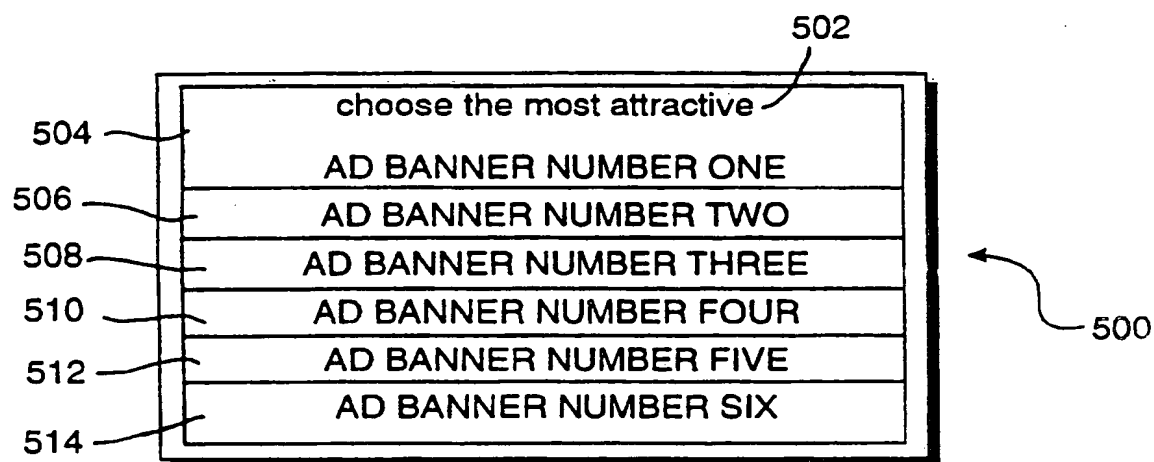 502
choose the most attractive
504
AD BANNER NUMBER ONE
506
AD BANNER NUMBER TWO
508
AD BANNER NUMBER THREE
510
AD BANNER NUMBER FOUR
500
512
AD BANNER NUMBER FIVE
514
AD BANNER NUMBER SIX